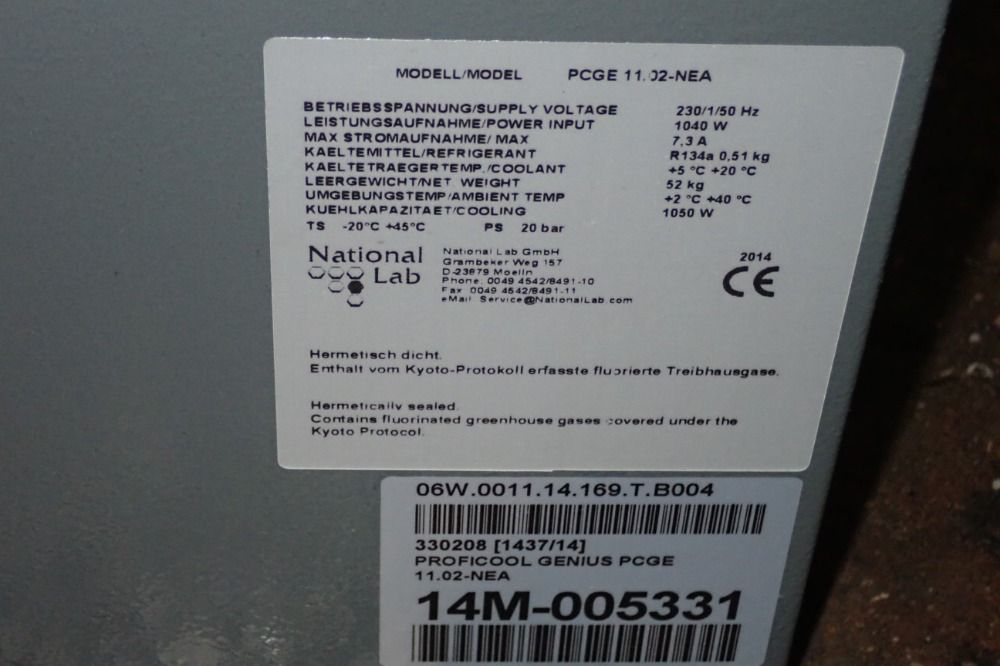 MODELL/MODEL PCGE 11.02-NEA
BETRIEBSSPANNUNG/SUPPLY VOLTAGE 230/1/50 Hz
LEISTUNGSAUFNAHME/POWER INPUT 1040 W
MAX STROMAUFNAHME/ MAX 7,3 A
KAELTEMITTEL/REFRIGERANT R134a 0,51 kg
KAELTETRAEGERTEMP./COOLANT +5 °C +20 °C
LEERGEWICHT/NET WEIGHT 52 kg
UMGEBUNGSTEMP/AMBIENT TEMP +2 °C +40 °C
KUEHLKAPAZITAET/COOLING 1050 W
TS -20°C +45°C PS 20 bar
National
Lab
National Lab GmbH
Grambeker Weg 157
D-23879 Moelln
Phone: 0049 4542/8491-10
Fax 0049 4542/8491-11
eMail Service@NationalLab.com
2014
CE
Hermetisch dicht.
Enthält vom Kyoto-Protokoll erfasste fluorierte Treibhausgase.
Hermetically sealed.
Contains fluorinated greenhouse gases covered under the
Kyoto Protocol.
06W.0011.14.169.T.B004
330208 [1437/14]
PROFICOOL GENIUS PCGE
11.02-NEA
14M-005331